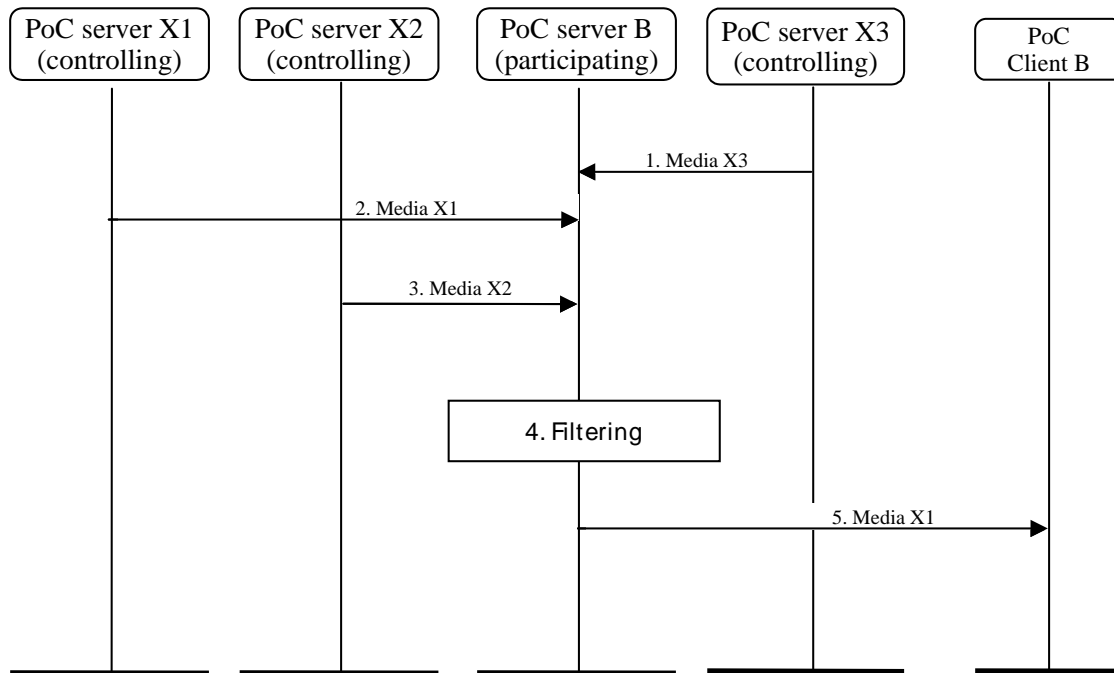 PoC server X1
(controlling)
PoC server X2
(controlling)
PoC server B
(participating)
PoC server X3
(controlling)
PoC
Client B
1. Media X3
2. Media X1
3. Media X2
4. Filtering
5. Media X1